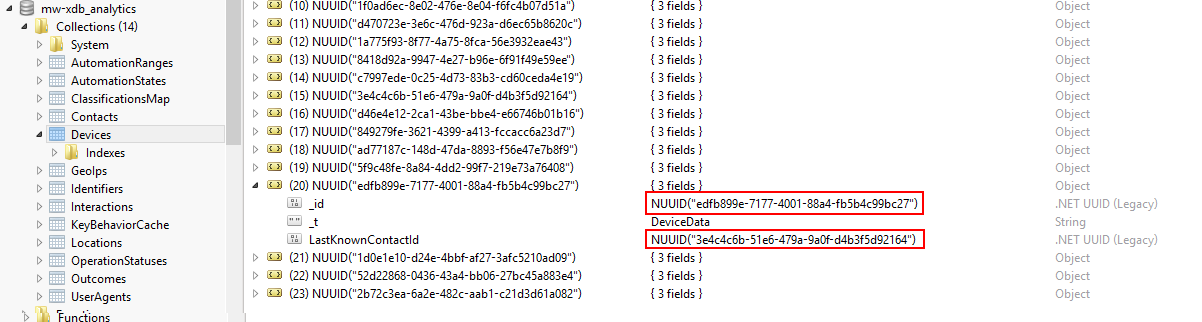 mw-xdb_analytics
Collections (14)
System
AutomationRanges
AutomationStates
ClassificationsMap
Contacts
Devices
Indexes
GeoIps
Identifiers
Interactions
KeyBehaviorCache
Locations
OperationStatuses
Outcomes
UserAgents
Functions
(10) NUUID("1f0ad6ec-8e02-476e-8e04-f6fc4b07d51a") { 3 fields } Object
(11) NUUID("d470723e-3e6c-476d-923a-d6ec65b8620c") { 3 fields } Object
(12) NUUID("1a775f93-8f77-4a75-8fca-56e3932eae43") { 3 fields } Object
(13) NUUID("8418d92a-9947-4e27-b96e-6f91f49e59ee") { 3 fields } Object
(14) NUUID("c7997ede-0c25-4d73-83b3-cd60ceda4e19") { 3 fields } Object
(15) NUUID("3e4c4c6b-51e6-479a-9a0f-d4b3f5d92164") { 3 fields } Object
(16) NUUID("d46e4e12-2ca1-43be-bbe4-e66746b01b16") { 3 fields } Object
(17) NUUID("849279fe-3621-4399-a413-fccacc6a23d7") { 3 fields } Object
(18) NUUID("ad77187c-148d-47da-8893-f56e47e7b8f9") { 3 fields } Object
(19) NUUID("5f9c48fe-8a84-4dd2-99f7-219e73a76408") { 3 fields } Object
(20) NUUID("edfb899e-7177-4001-88a4-fb5b4c99bc27") { 3 fields } Object
_id NUUID("edfb899e-7177-4001-88a4-fb5b4c99bc27") .NET UUID (Legacy)
_t DeviceData String
LastKnownContactId NUUID("3e4c4c6b-51e6-479a-9a0f-d4b3f5d92164") .NET UUID (Legacy)
(21) NUUID("1d0e1e10-d24e-4bbf-af27-3afc5210ad09") { 3 fields } Object
(22) NUUID("52d22868-0436-43a4-bb06-27bc45a883e4") { 3 fields } Object
(23) NUUID("2b72c3ea-6a2e-482c-aab1-c21d3d61a082") { 3 fields } Object